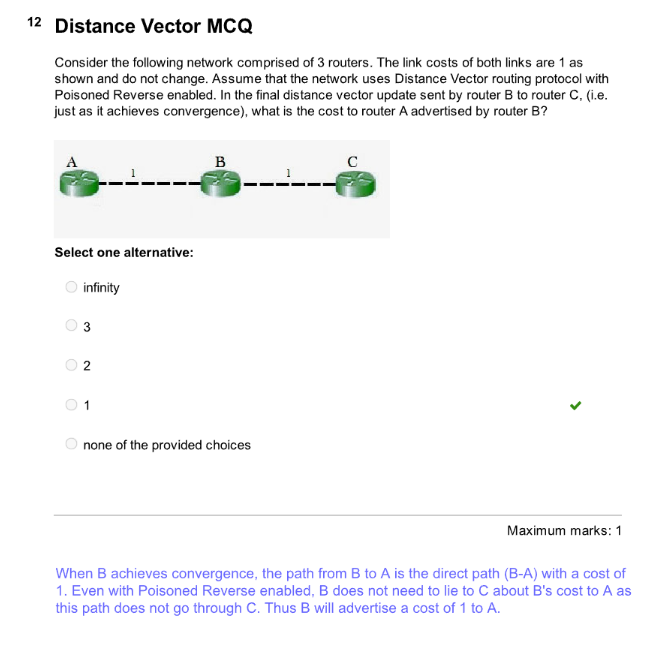 12 Distance Vector MCQ
Consider the following network comprised of 3 routers. The link costs of both links are 1 as
shown and do not change. Assume that the network uses Distance Vector routing protocol with
Poisoned Reverse enabled. In the final distance vector update sent by router B to router C, (i.e.
just as it achieves convergence), what is the cost to router A advertised by router B?
A B C
1 1
Select one alternative:
infinity
3
2
1
none of the provided choices
Maximum marks: 1
When B achieves convergence, the path from B to A is the direct path (B-A) with a cost of
1. Even with Poisoned Reverse enabled, B does not need to lie to C about B's cost to A as
this path does not go through C. Thus B will advertise a cost of 1 to A.